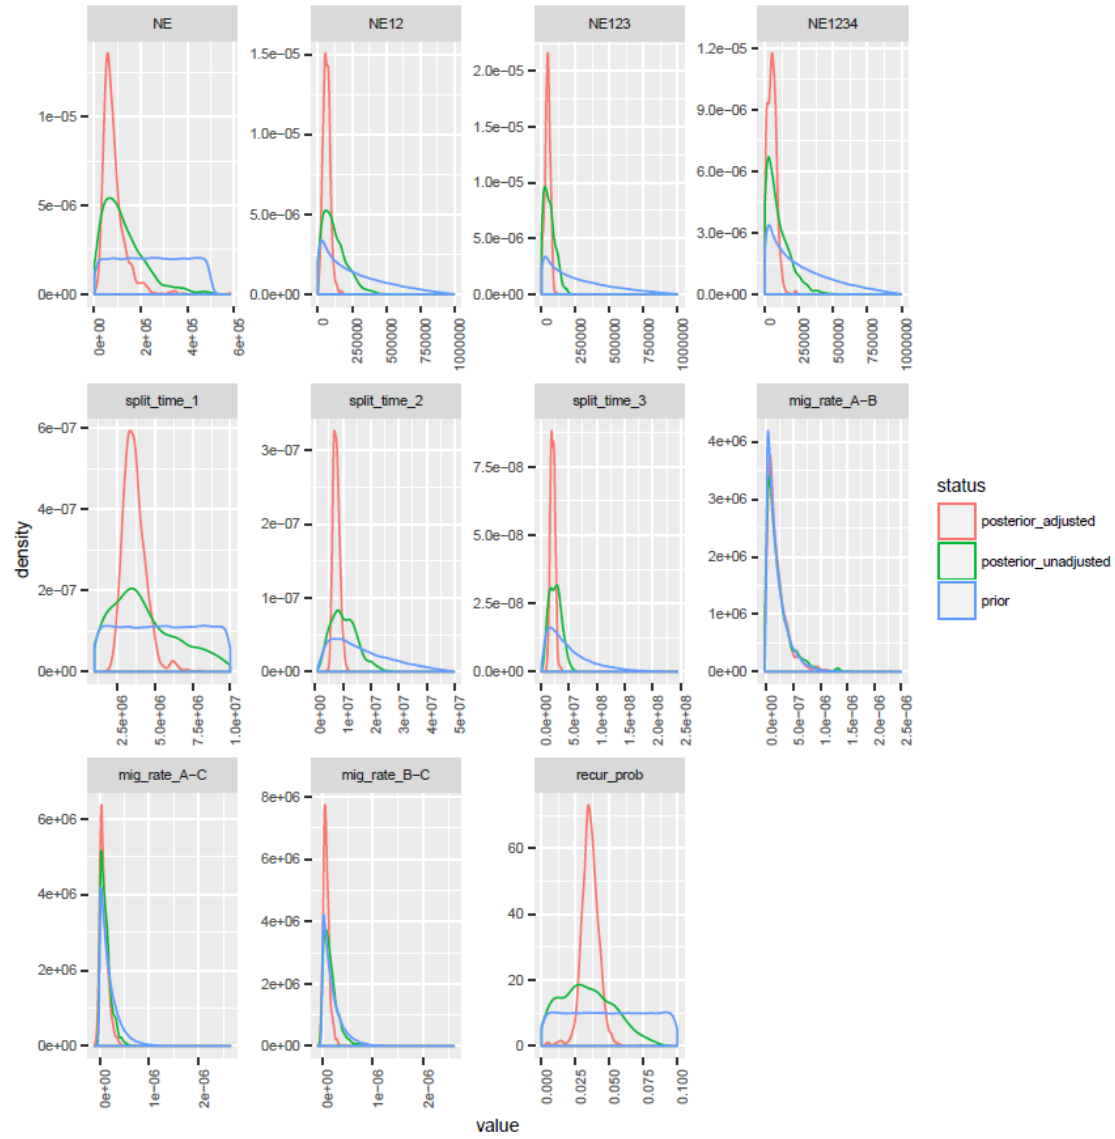 NE
NE12
NE123
NE1234
1e−05
5e−06
0e+00
1.5e−05
1.0e−05
5.0e−06
0.0e+00
2.0e−05
1.5e−05
1.0e−05
5.0e−06
0.0e+00
1.2e−05
9.0e−06
6.0e−06
3.0e−06
0.0e+00
0e+00 2e+05 4e+05 6e+05
0 250000 500000 750000 1000000
0 250000 500000 750000 1000000
0 250000 500000 750000 1000000
split_time_1
split_time_2
split_time_3
mig_rate_A−B
6e−07
4e−07
2e−07
0e+00
3e−07
2e−07
1e−07
0e+00
7.5e−08
5.0e−08
2.5e−08
0.0e+00
4e+06
3e+06
2e+06
1e+06
0e+00
2.5e+06 5.0e+06 7.5e+06 1.0e+07
0e+00 1e+07 2e+07 3e+07 4e+07 5e+07
0.0e+00 5.0e+07 1.0e+08 1.5e+08 2.0e+08 2.5e+08
0.0e+00 5.0e−07 1.0e−06 1.5e−06 2.0e−06 2.5e−06
mig_rate_A−C
mig_rate_B−C
recur_prob
6e+06
4e+06
2e+06
0e+00
8e+06
6e+06
4e+06
2e+06
0e+00
60
40
20
0
0e+00 1e−06 2e−06
0e+00 1e−06 2e−06
0.000 0.025 0.050 0.075 0.100
density
value
status
posterior_adjusted
posterior_unadjusted
prior